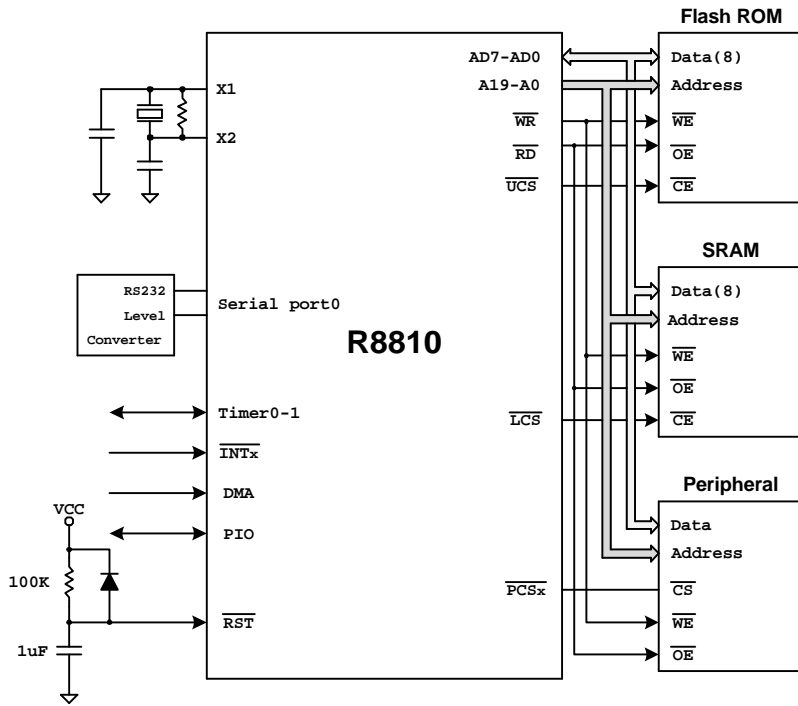 Flash ROM
AD7-AD0
A19-A0
WR
RD
UCS
Data(8)
Address
WE
OE
CE
X1
X2
SRAM
Data(8)
Address
WE
OE
CE
RS232
Level
Converter
Serial port0
R8810
LCS
Timer0-1
INTx
DMA
PIO
RST
VCC
100K
1uF
PCSx
Peripheral
Data
Address
CS
WE
OE